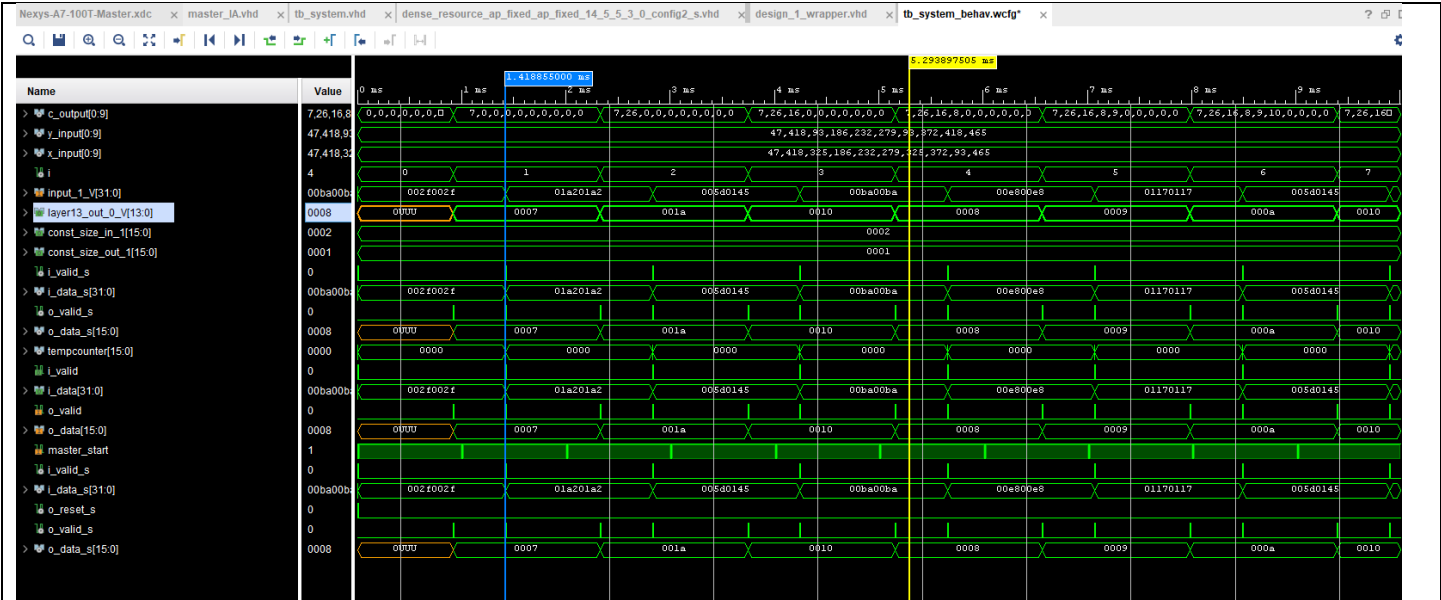 Nexys-A7-100T-Master.xdc × master_IA.vhd × tb_system.vhd × dense_resource_ap_fixed_ap_fixed_14_5_5_3_0_config2_s.vhd × design_1_wrapper.vhd × tb_system_behav.wcfg* × ?
5.293897505 ms
1.418855000 ms
Name Value 0 ms 1 ms 2 ms 3 ms 4 ms 5 ms 6 ms 7 ms 8 ms 9 ms
c_output[0:9] 7,26,16,8 0,0,0,0,0,0,0 7,0,0,0,0,0,0,0,0,0 7,26,0,0,0,0,0,0,0,0 7,26,16,0,0,0,0,0,0,0 7,26,16,8,0,0,0,0,0,0 7,26,16,8,9,0,0,0,0,0 7,26,16,8,9,10,0,0,0,0 7,26,16
y_input[0:9] 47,418,93 47,418,93,186,232,279,93,372,418,465
x_input[0:9] 47,418,32 47,418,325,186,232,279,325,372,93,465
i 4 0 1 2 3 4 5 6 7
input_1_V[31:0] 00ba00ba 002f002f 01a201a2 005d0145 00ba00ba 00e800e8 01170117 005d0145
layer13_out_0_V[13:0] 0008 0UUU 0007 001a 0010 0008 0009 000a 0010
const_size_in_1[15:0] 0002 0002
const_size_out_1[15:0] 0001 0001
i_valid_s 0
i_data_s[31:0] 00ba00ba 002f002f 01a201a2 005d0145 00ba00ba 00e800e8 01170117 005d0145
o_valid_s 0
o_data_s[15:0] 0008 0UUU 0007 001a 0010 0008 0009 000a 0010
tempcounter[15:0] 0000 0000 0000 0000 0000 0000 0000 0000
i_valid 0
i_data[31:0] 00ba00ba 002f002f 01a201a2 005d0145 00ba00ba 00e800e8 01170117 005d0145
o_valid 0
o_data[15:0] 0008 0UUU 0007 001a 0010 0008 0009 000a 0010
master_start 1
i_valid_s 0
i_data_s[31:0] 00ba00ba 002f002f 01a201a2 005d0145 00ba00ba 00e800e8 01170117 005d0145
o_reset_s 0
o_valid_s 0
o_data_s[15:0] 0008 0UUU 0007 001a 0010 0008 0009 000a 0010